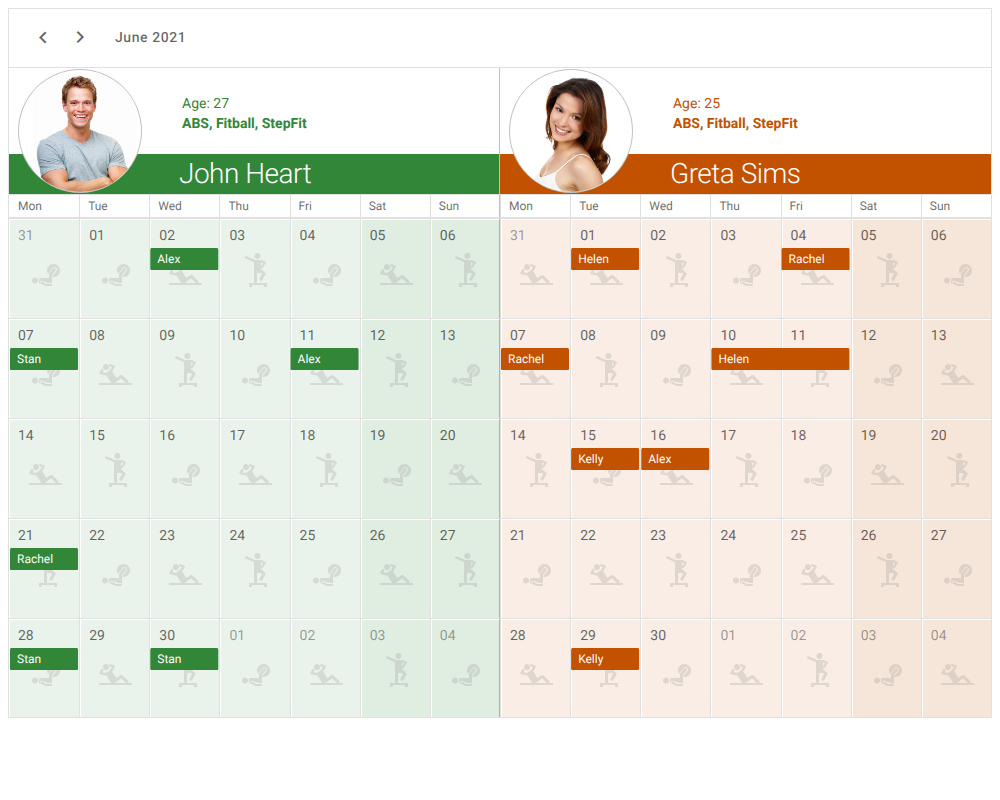 June 2021
Age: 27
ABS, Fitball, StepFit
John Heart
Age: 25
ABS, Fitball, StepFit
Greta Sims
Mon Tue Wed Thu Fri Sat Sun Mon Tue Wed Thu Fri Sat Sun
31 01 02 03 04 05 06 31 01 02 03 04 05 06
Alex Helen Rachel
07 08 09 10 11 12 13 07 08 09 10 11 12 13
Stan Alex Rachel Helen
14 15 16 17 18 19 20 14 15 16 17 18 19 20
Kelly Alex
21 22 23 24 25 26 27 21 22 23 24 25 26 27
Rachel
28 29 30 01 02 03 04 28 29 30 01 02 03 04
Stan Stan Kelly